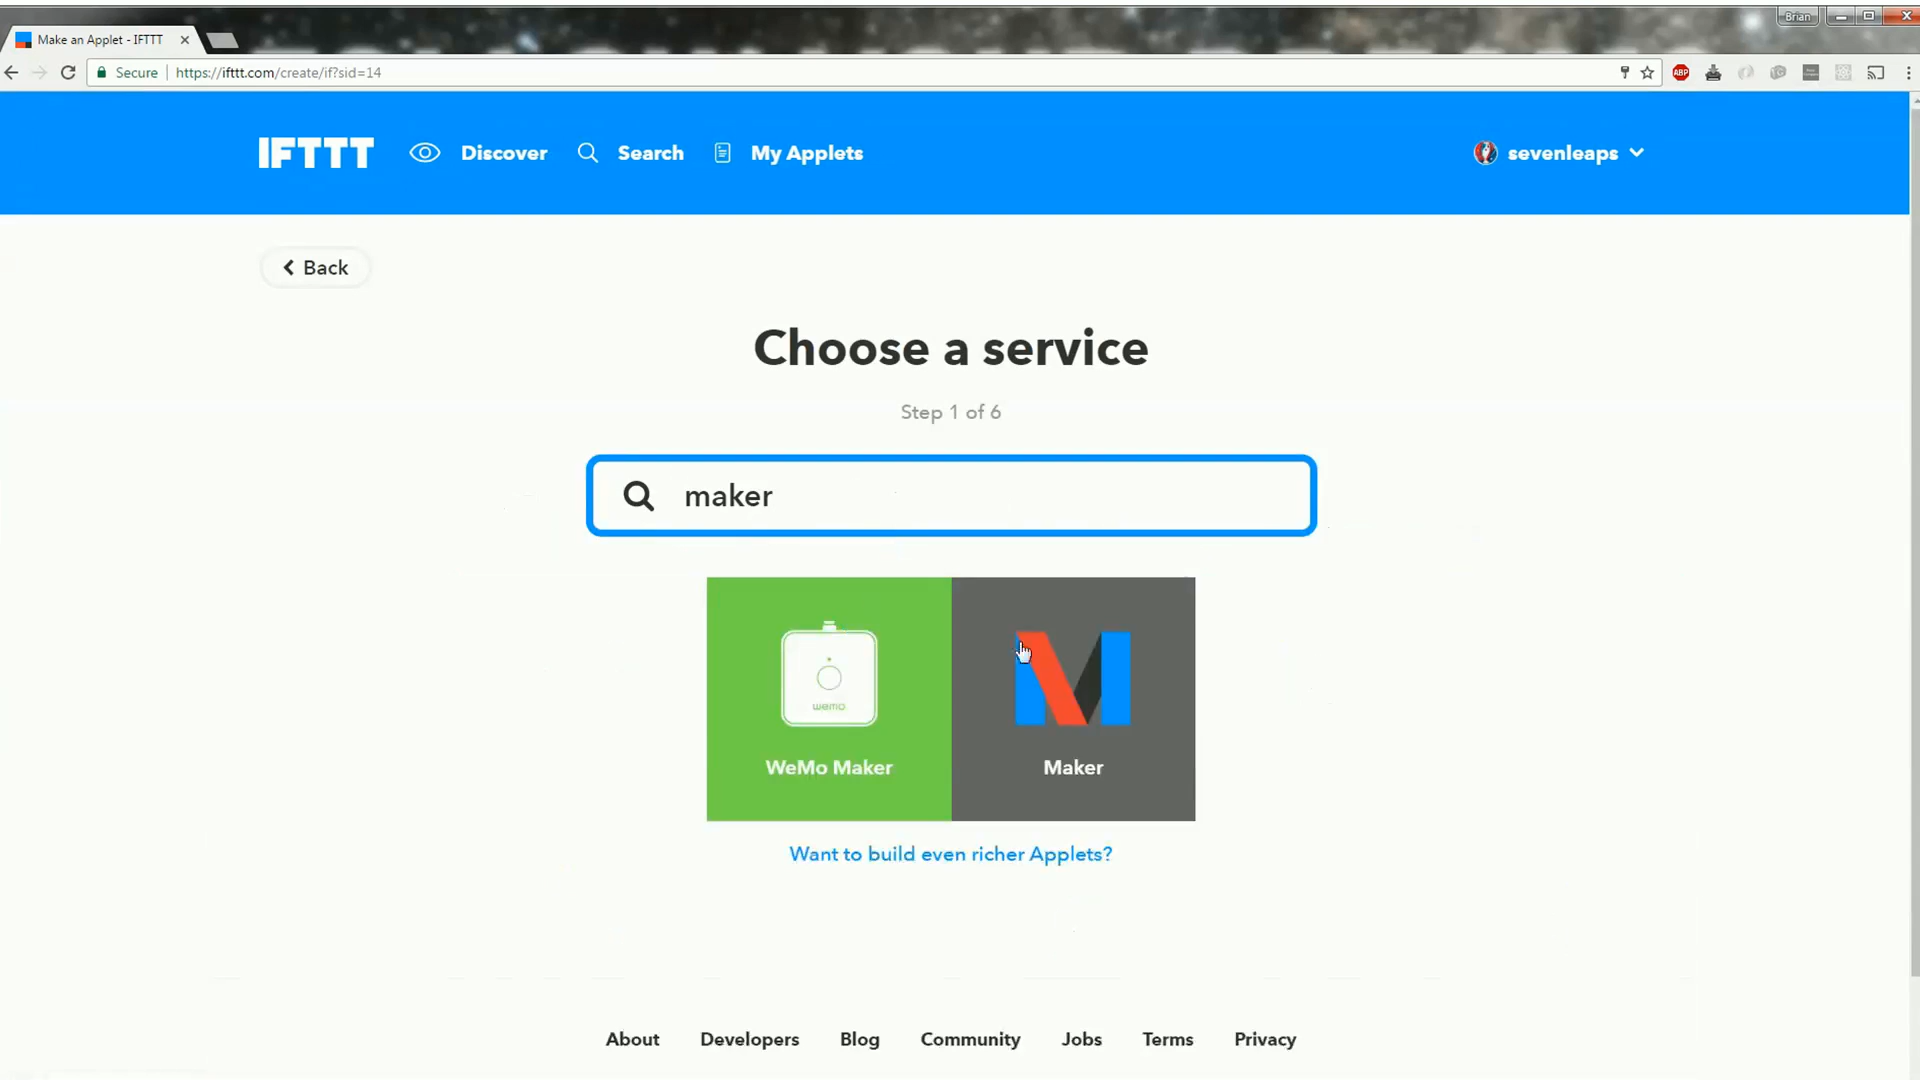 Brian
Make an Applet - IFTTT
Secure https://ifttt.com/create/if?sid=14
ABP
IFTTT Discover Search My Applets sevenleaps
Back
Choose a service
Step 1 of 6
maker
wemo
WeMo Maker Maker
Want to build even richer Applets?
About Developers Blog Community Jobs Terms Privacy